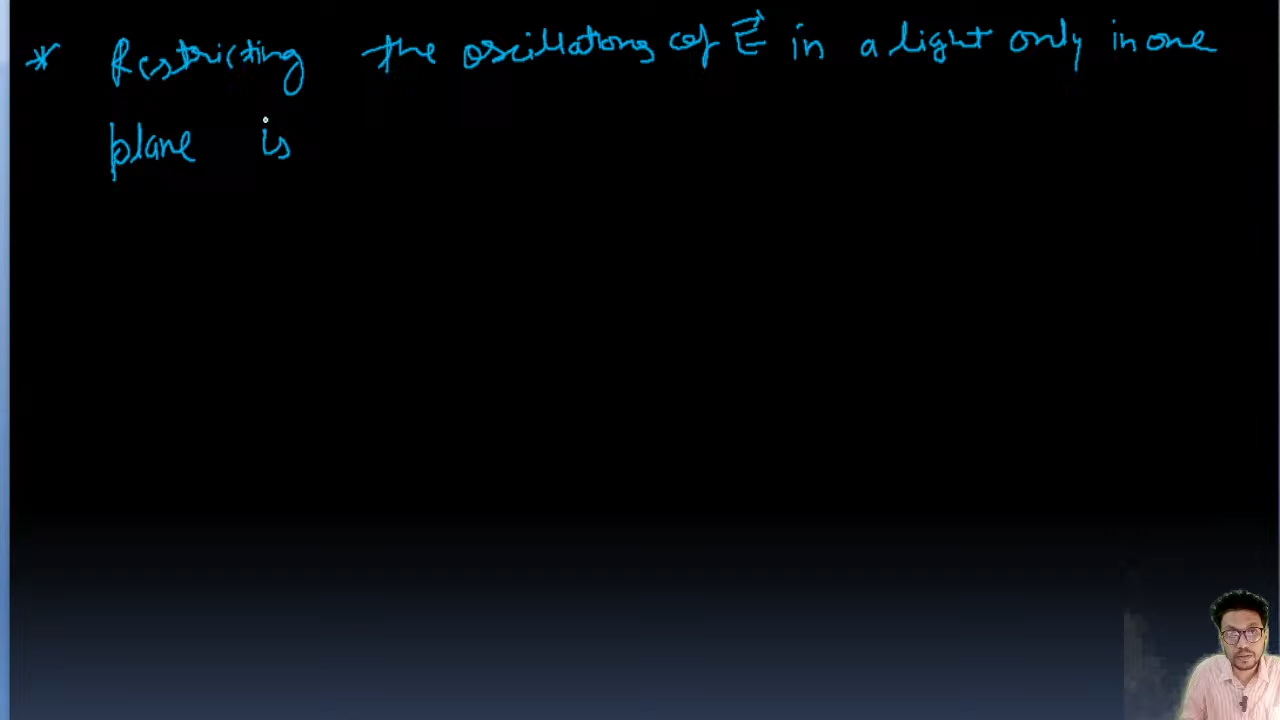 * Restricting the oscillations of E⃗ in a light only in one
plane is